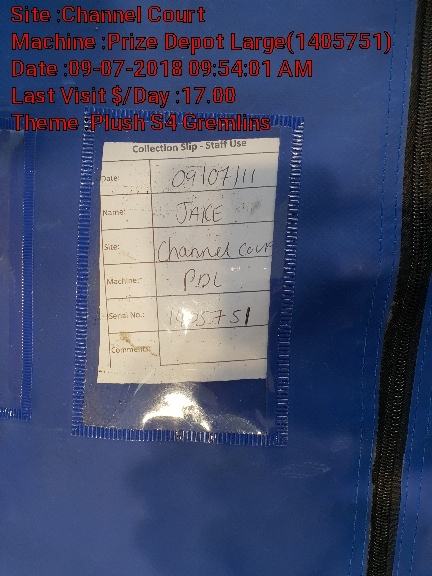 Site :Channel Court
Machine :Prize Depot Large(1405751)
Date :09-07-2018 09:54:01 AM
Last Visit $/Day :17.00
Theme :Plush S4 Gremlins
Collection Slip - Staff Use
Date: 09/07/11
Name: JAKE
Site: Channel Cour
Machine: PDL
Serial No.: 1405751
Comments: